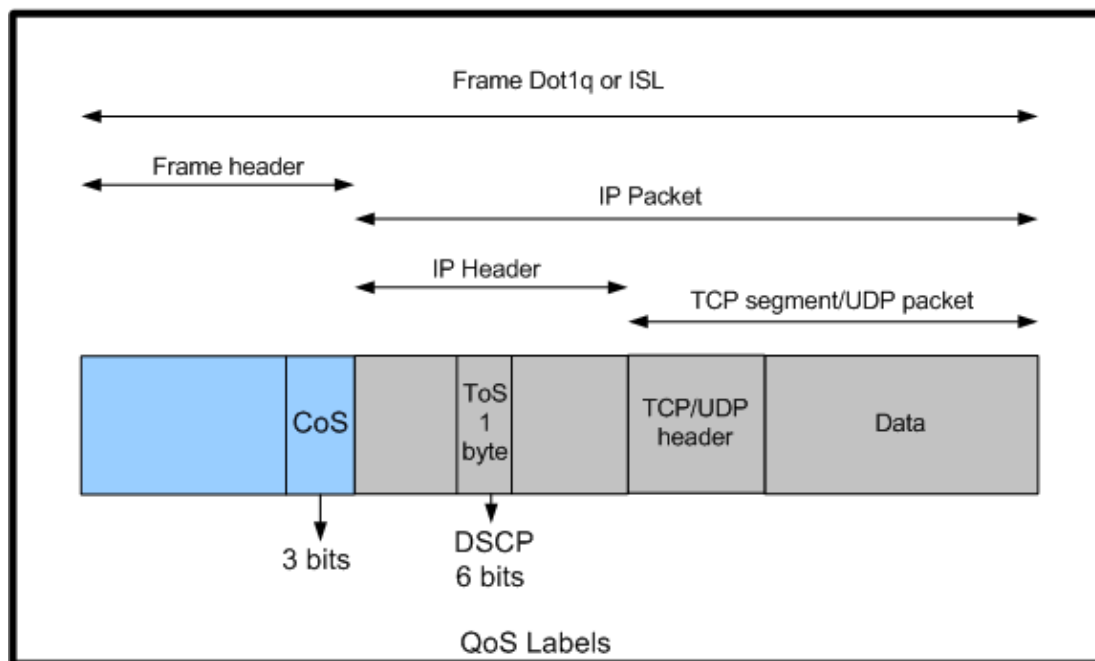 Frame Dot1q or ISL
Frame header
IP Packet
IP Header
TCP segment/UDP packet
CoS
ToS
1
byte
TCP/UDP
header
Data
3 bits
DSCP
6 bits
QoS Labels